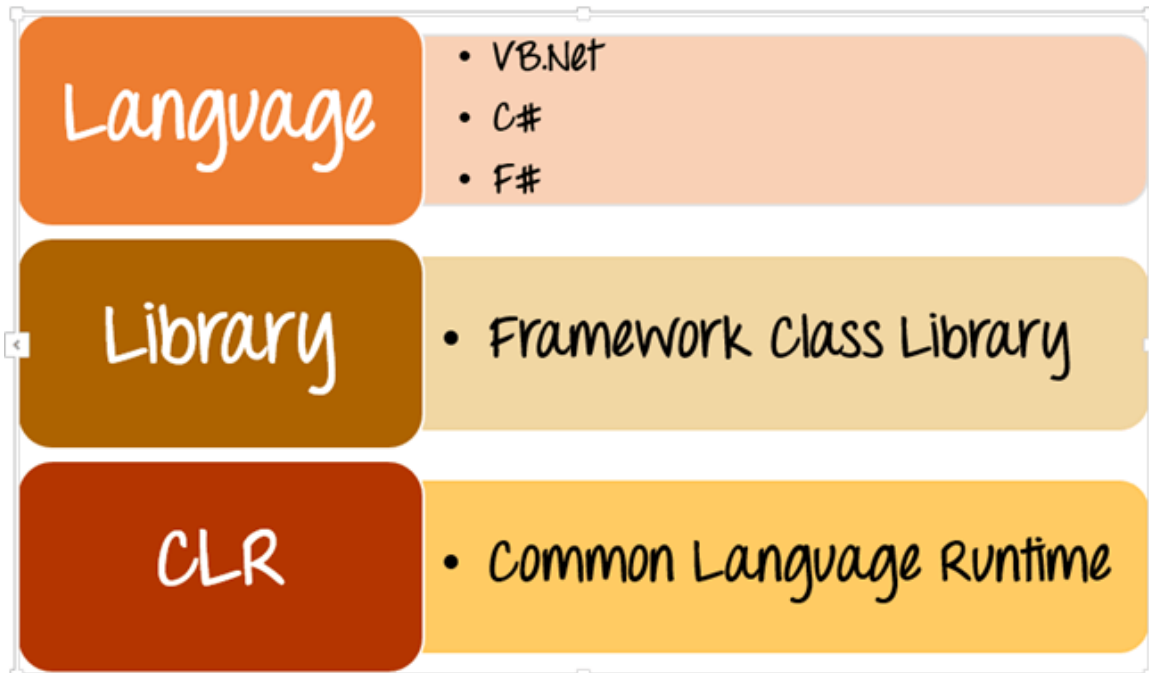 Language
• VB.Net
• C#
• F#
Library
• Framework Class Library
CLR
• Common Language Runtime